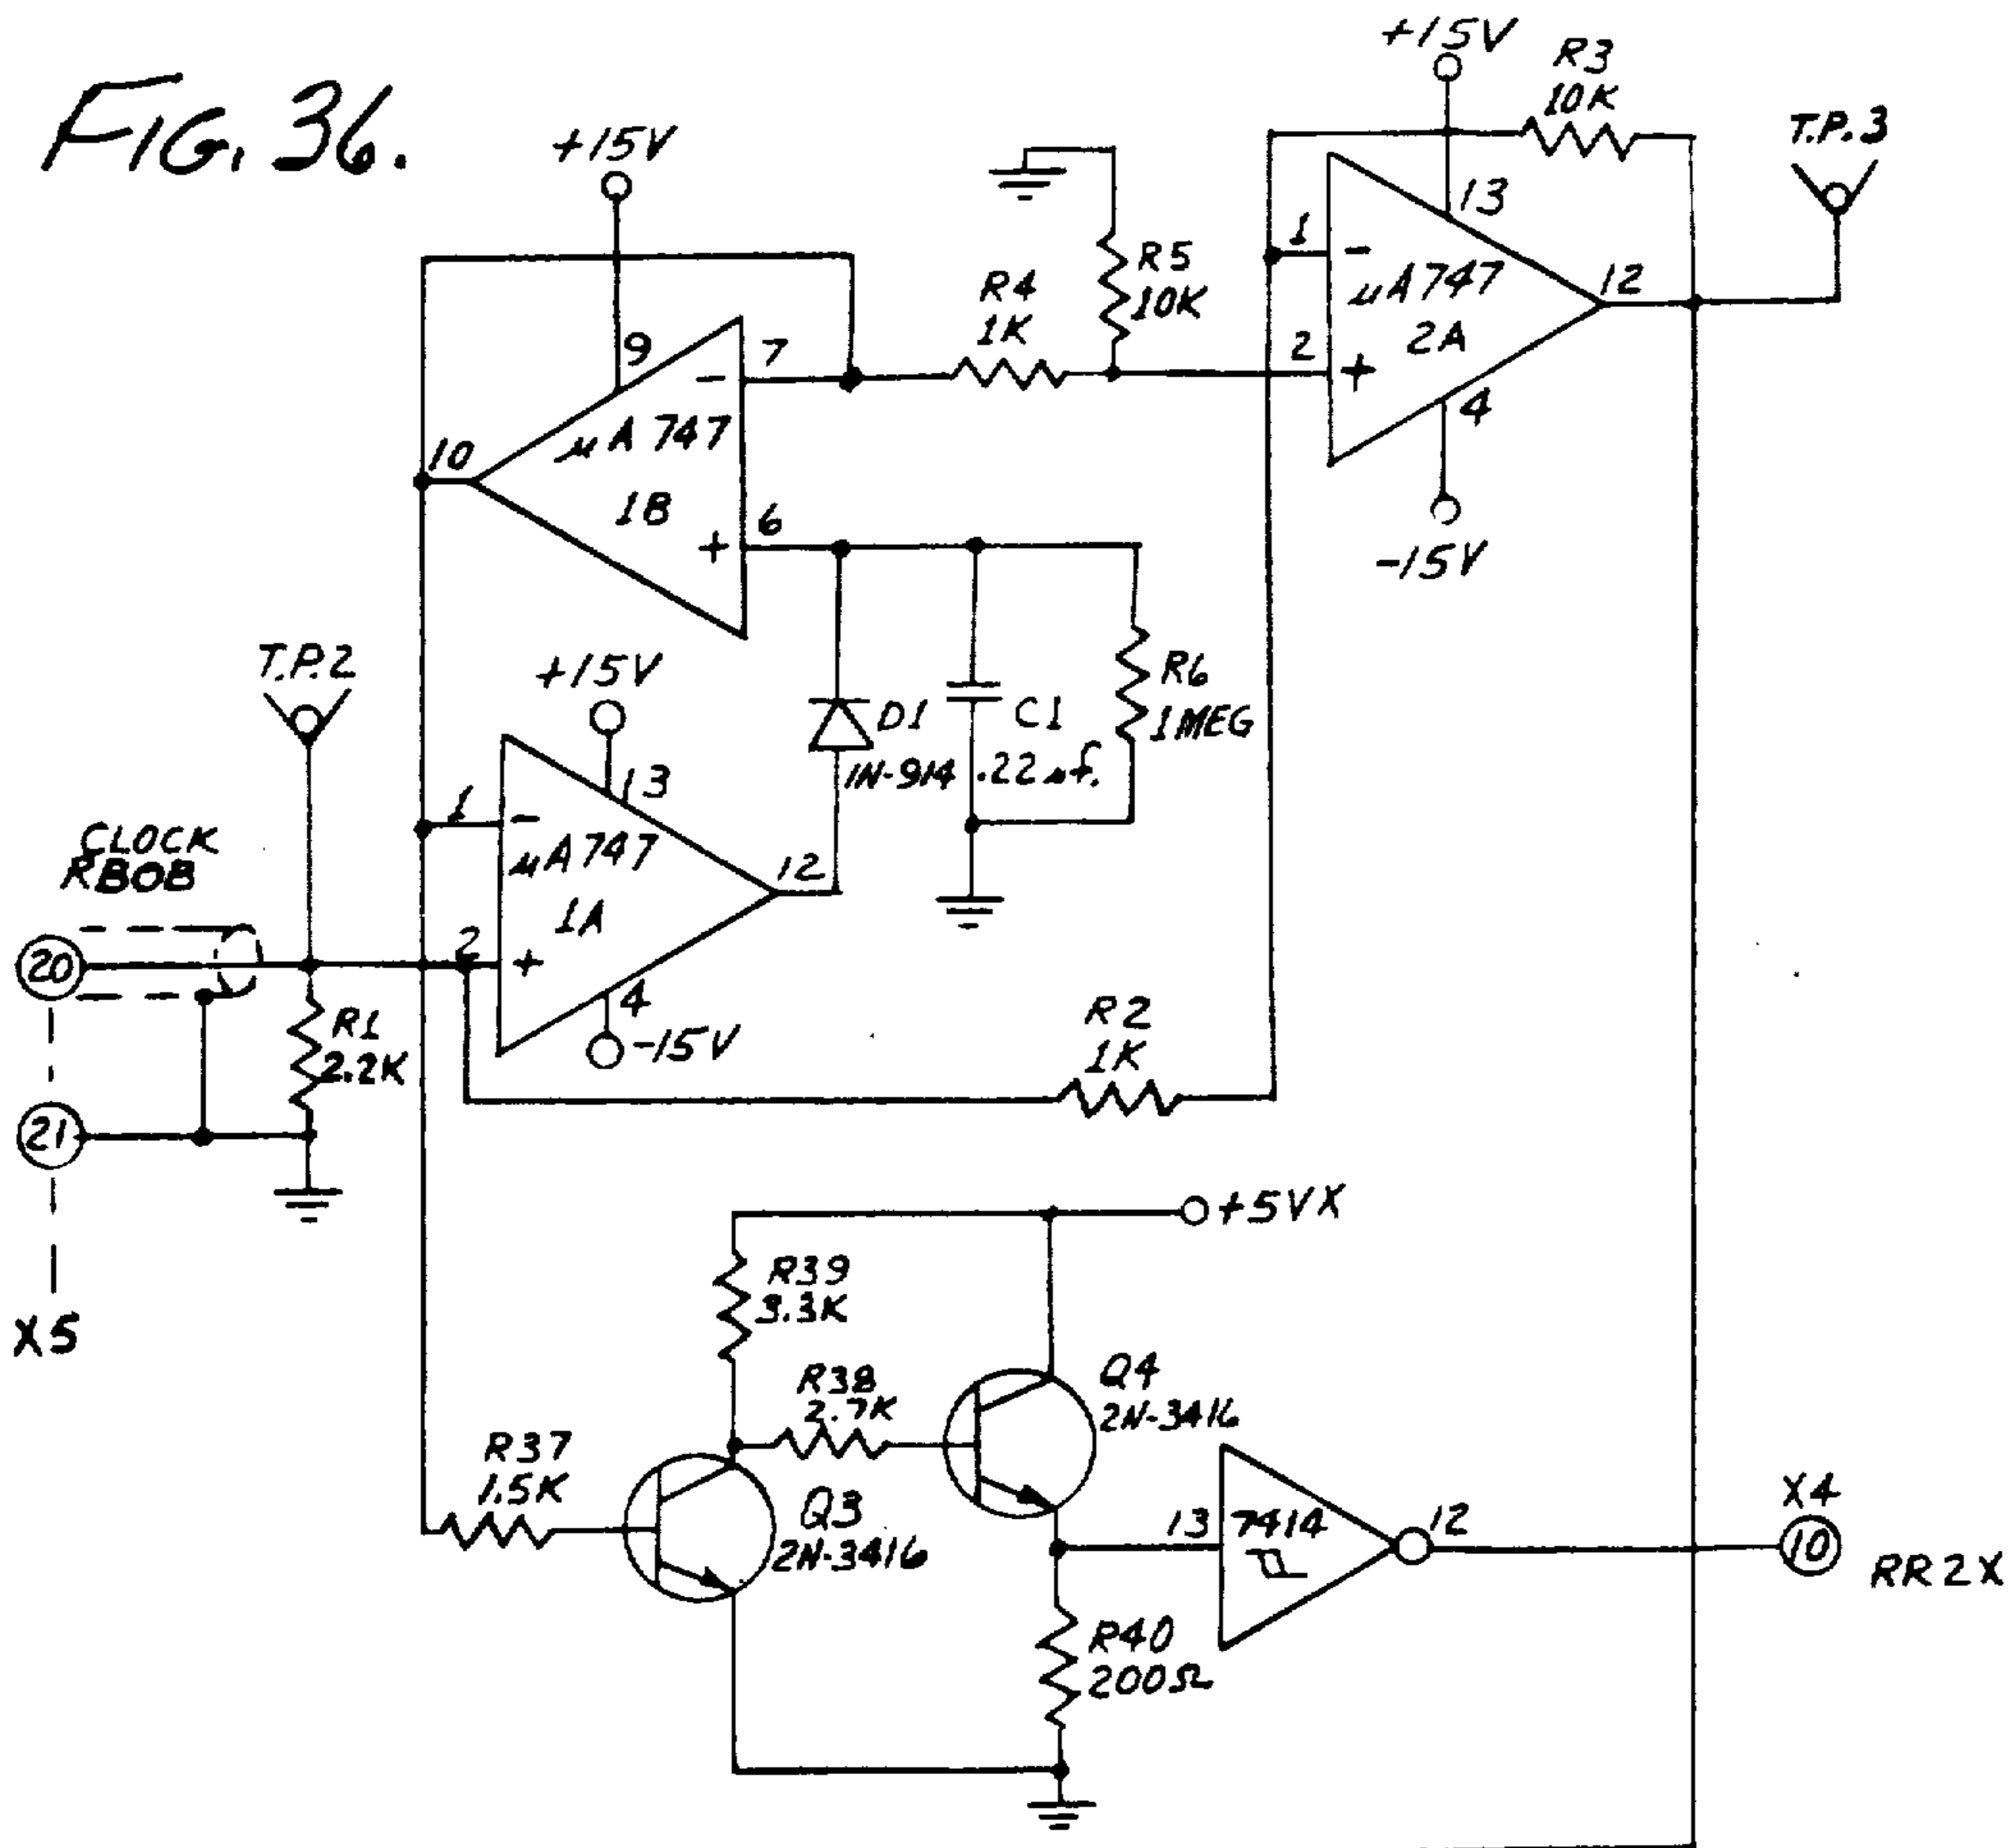 FIG. 36.
+15V
R3
10K
T.P.3
+15V
13
1
-
R5
10K
R4
1K
µA747
2A
12
9
7
-
2
+
4
µA747
10
1B
6
+
-15V
T.P.2
+15V
D1
C1
R6
1MEG
1N-914
.22µf.
13
1
-
µA747
CLOCK
RB0B
12
1A
2
+
20
4
-15V
R1
2.2K
R2
1K
21
+5VX
R39
3.3K
X5
R38
2.7K
Q4
2N-3416
R37
1.5K
Q3
2N-3416
13
7414
12
X4
10
RR2X
R40
200Ω